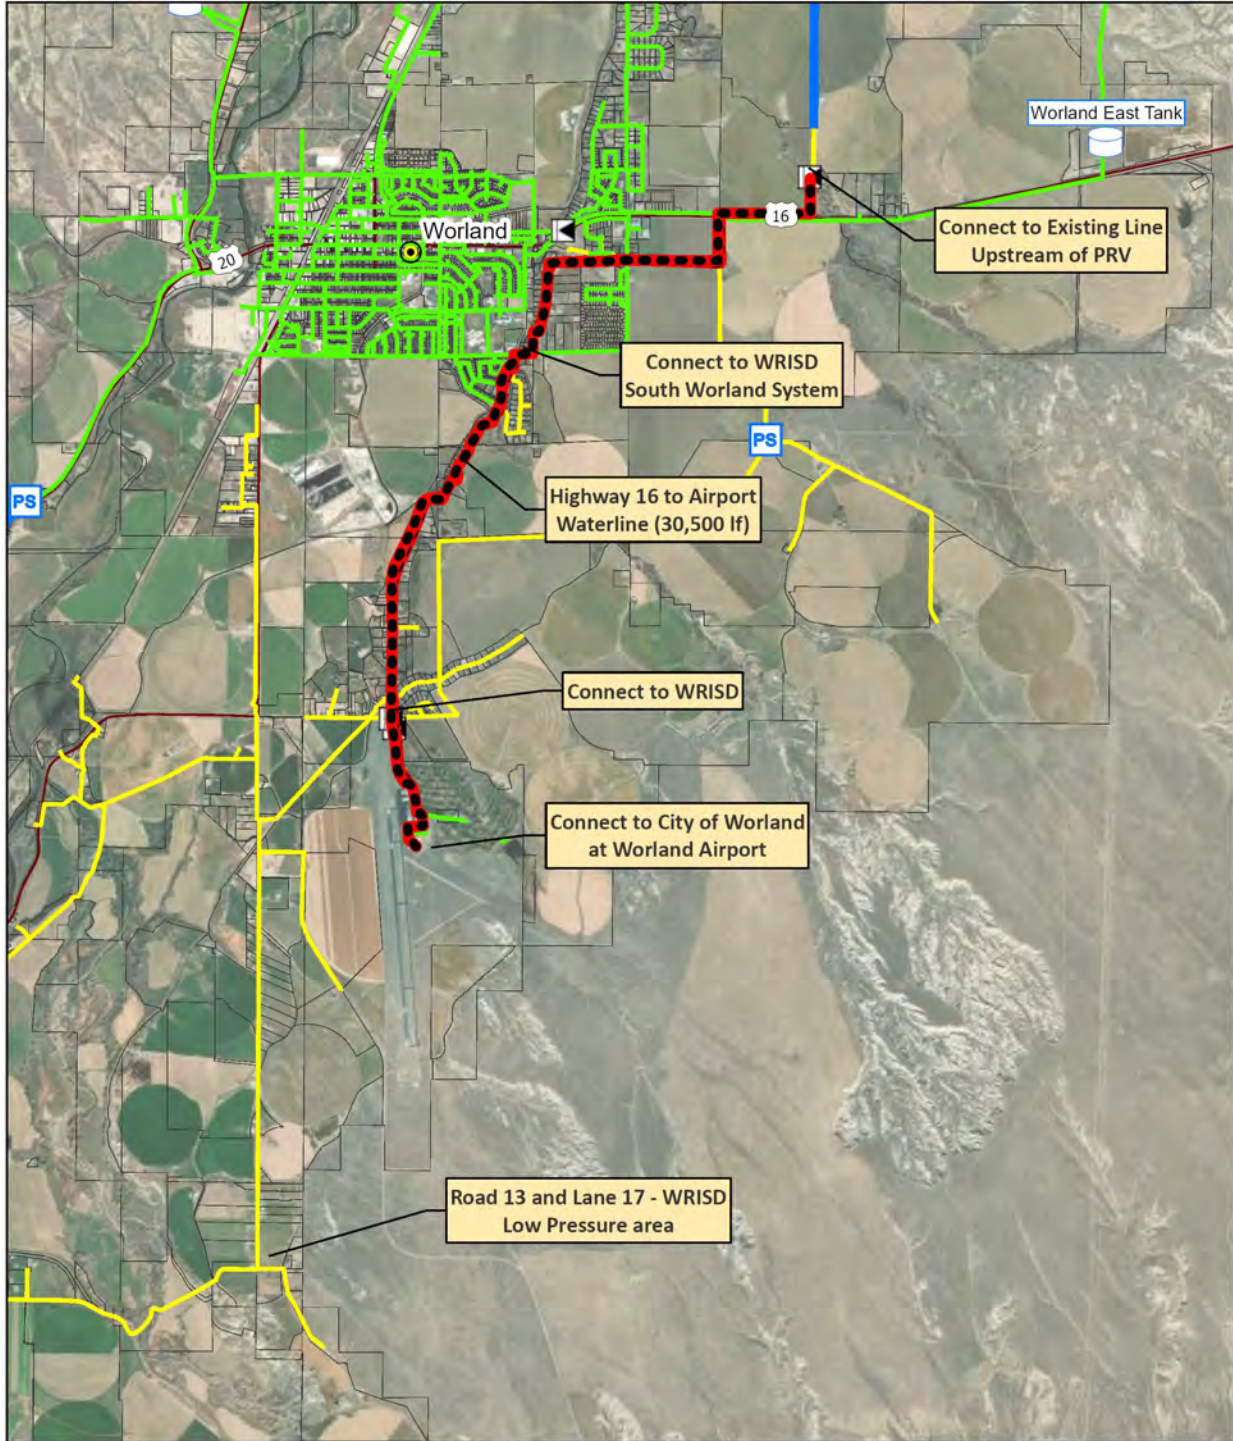 Worland East Tank
16
Connect to Existing Line
Upstream of PRV
Worland
20
Connect to WRISD
South Worland System
PS
PS
Highway 16 to Airport
Waterline (30,500 lf)
Connect to WRISD
Connect to City of Worland
at Worland Airport
Road 13 and Lane 17 - WRISD
Low Pressure area